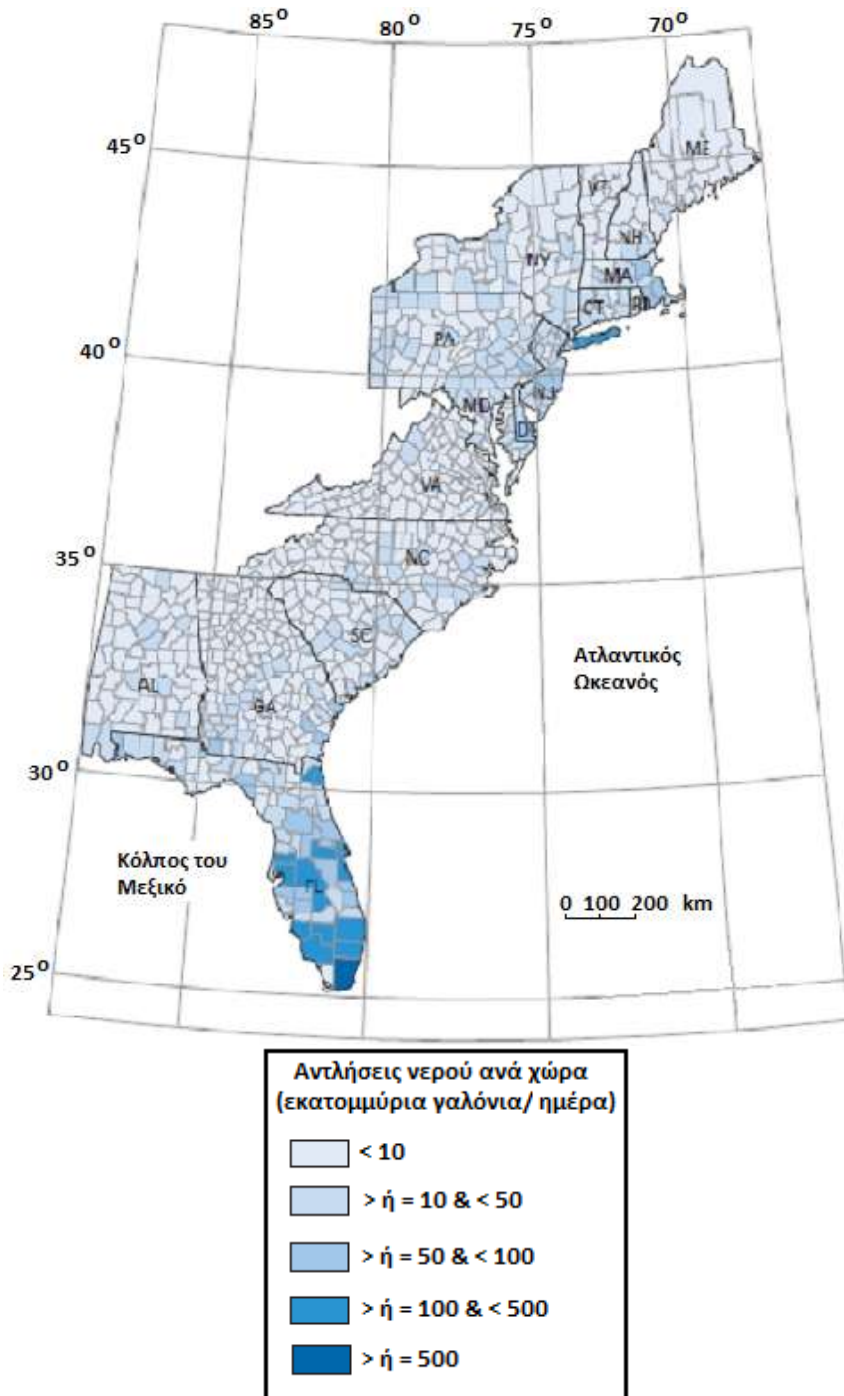 85° 80° 75° 70°
45°
ME
VT
NH
NY
MA
CT RI
PA
40°
NJ
MD
VA
35°
NC
SC
Ατλαντικός
Ωκεανός
AL
GA
30°
Κόλπος του
Μεξικό
FL
0 100 200 km
25°
Αντλήσεις νερού ανά χώρα
(εκατομμύρια γαλόνια/ ημέρα)
< 10
> ή = 10 & < 50
> ή = 50 & < 100
> ή = 100 & < 500
> ή = 500